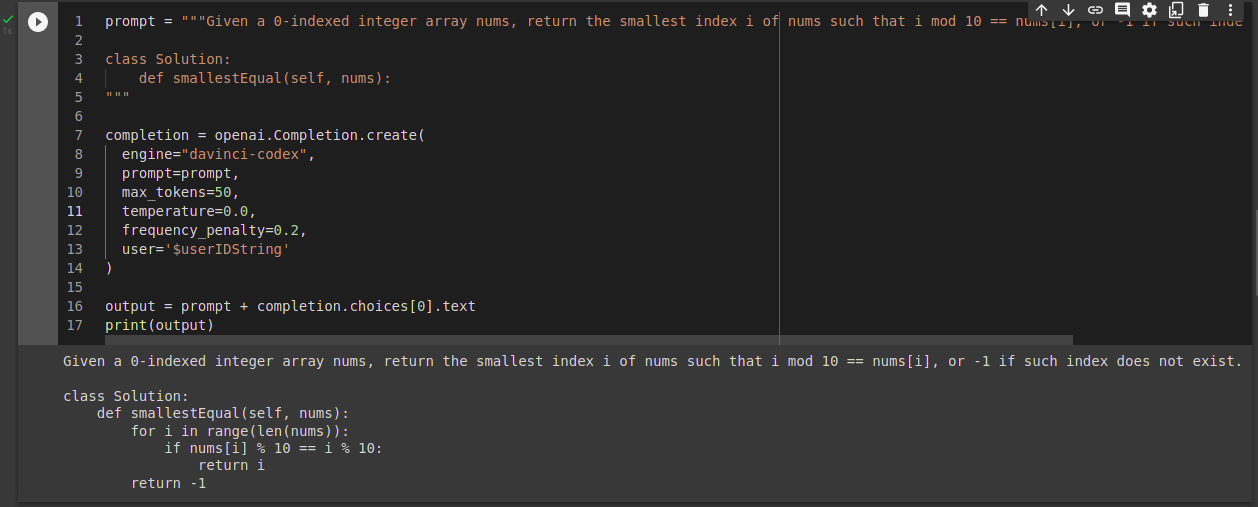 1s
1 prompt = """Given a 0-indexed integer array nums, return the smallest index i of nums such that i mod 10 == nums[i], or -1 if such inde
2
3 class Solution:
4     def smallestEqual(self, nums):
5 """
6
7 completion = openai.Completion.create(
8   engine="davinci-codex",
9   prompt=prompt,
10   max_tokens=50,
11   temperature=0.0,
12   frequency_penalty=0.2,
13   user='$userIDString'
14 )
15
16 output = prompt + completion.choices[0].text
17 print(output)
Given a 0-indexed integer array nums, return the smallest index i of nums such that i mod 10 == nums[i], or -1 if such index does not exist.
class Solution:
    def smallestEqual(self, nums):
        for i in range(len(nums)):
            if nums[i] % 10 == i % 10:
                return i
        return -1